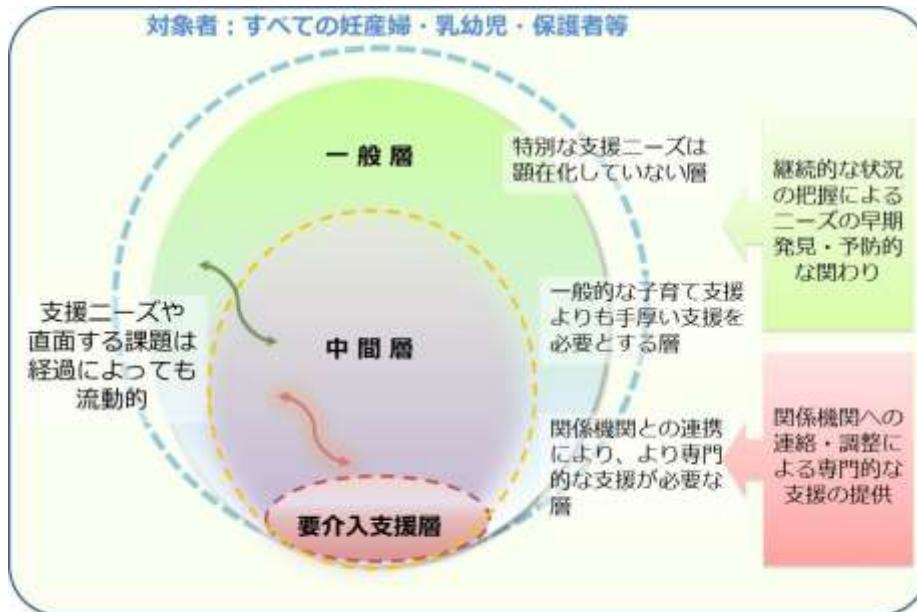 対象者：すべての妊産婦・乳幼児・保護者等
一般層
特別な支援ニーズは
顕在化していない層
継続的な状況
の把握による
ニーズの早期
発見・予防的
な関わり
支援ニーズや
直面する課題は
経過によっても
流動的
中間層
一般的な子育て支援
よりも手厚い支援を
必要とする層
関係機関との連携
により、より専門
的な支援が必要な
層
関係機関への
連絡・調整に
よる専門的な
支援の提供
要介入支援層